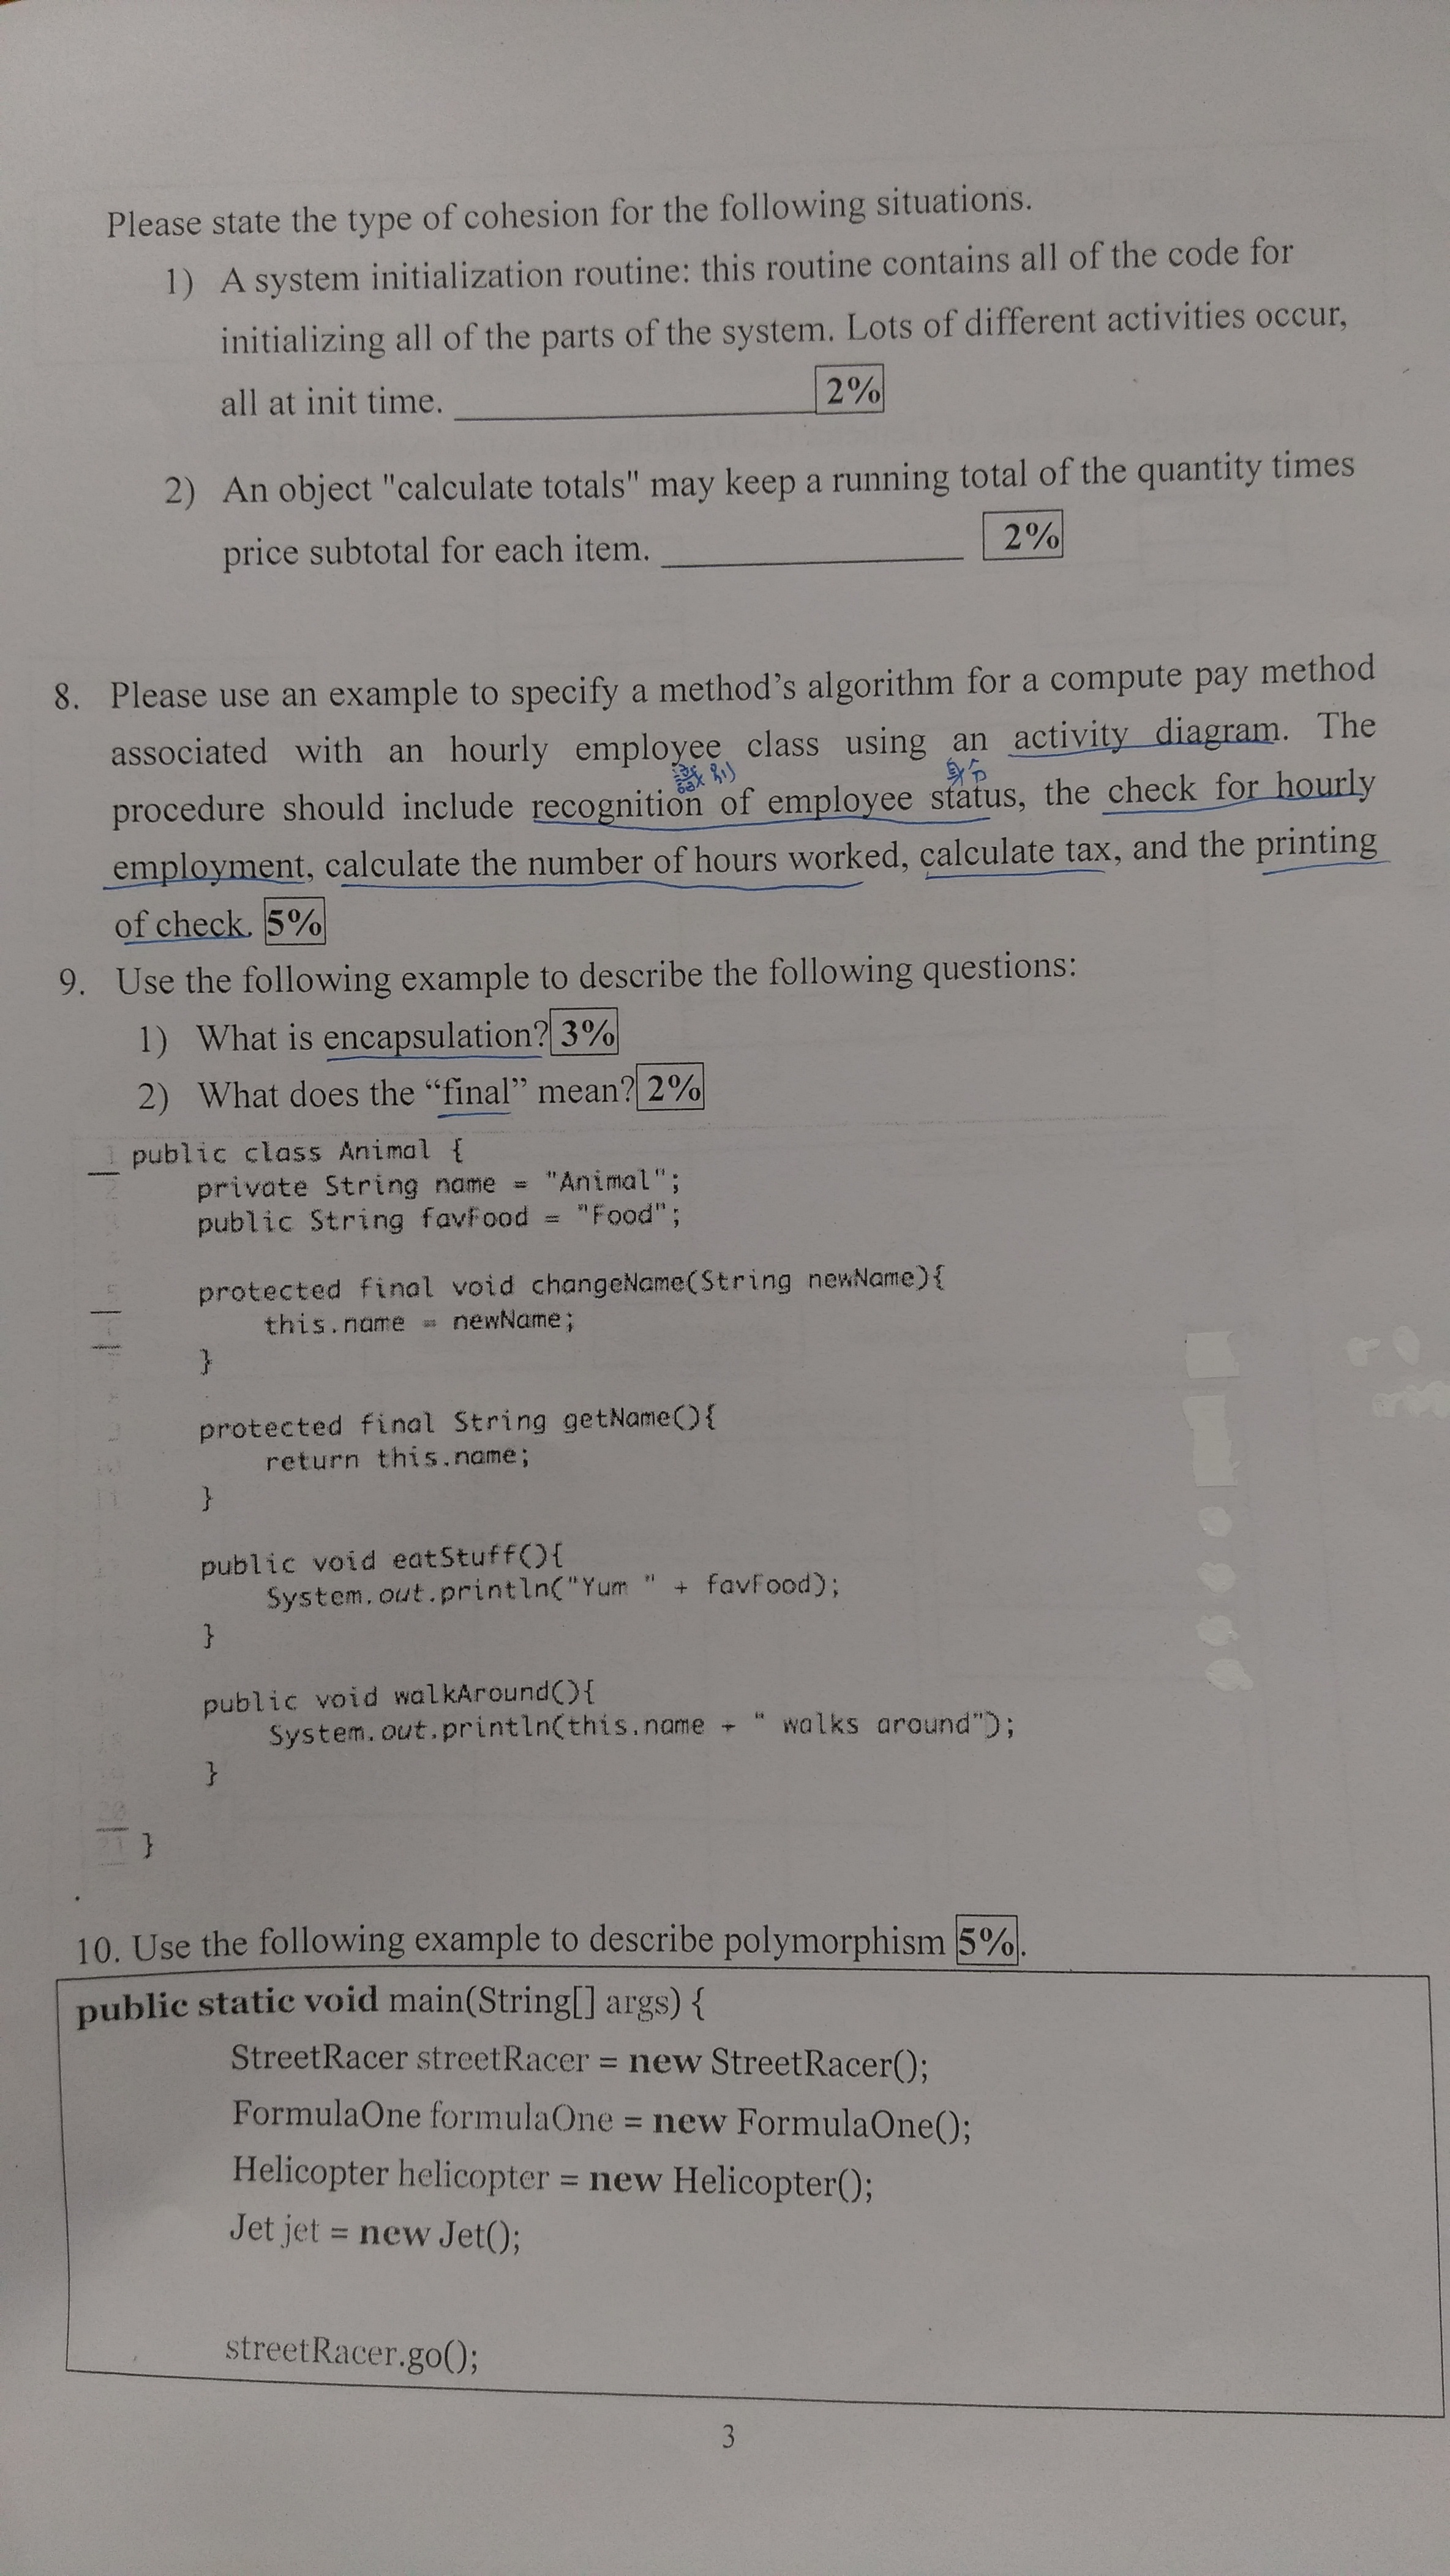 Please state the type of cohesion for the following situations.
1) A system initialization routine: this routine contains all of the code for
initializing all of the parts of the system. Lots of different activities occur,
all at init time. 2%
2) An object "calculate totals" may keep a running total of the quantity times
price subtotal for each item. 2%
8. Please use an example to specify a method's algorithm for a compute pay method
associated with an hourly employee class using an activity diagram. The
procedure should include recognition of employee status, the check for hourly
employment, calculate the number of hours worked, calculate tax, and the printing
of check. 5%
9. Use the following example to describe the following questions:
1) What is encapsulation? 3%
2) What does the “final” mean? 2%
public class Animal {
private String name = "Animal";
public String favFood = "Food";
protected final void changeName(String newName){
this.name = newName;
}
protected final String getName(){
return this.name;
}
public void eatStuff(){
System.out.println("Yum " + favFood);
}
public void walkAround(){
System.out.println(this.name + " walks around");
}
}
10. Use the following example to describe polymorphism 5%.
public static void main(String[] args) {
StreetRacer streetRacer = new StreetRacer();
FormulaOne formulaOne = new FormulaOne();
Helicopter helicopter = new Helicopter();
Jet jet = new Jet();
streetRacer.go();
3